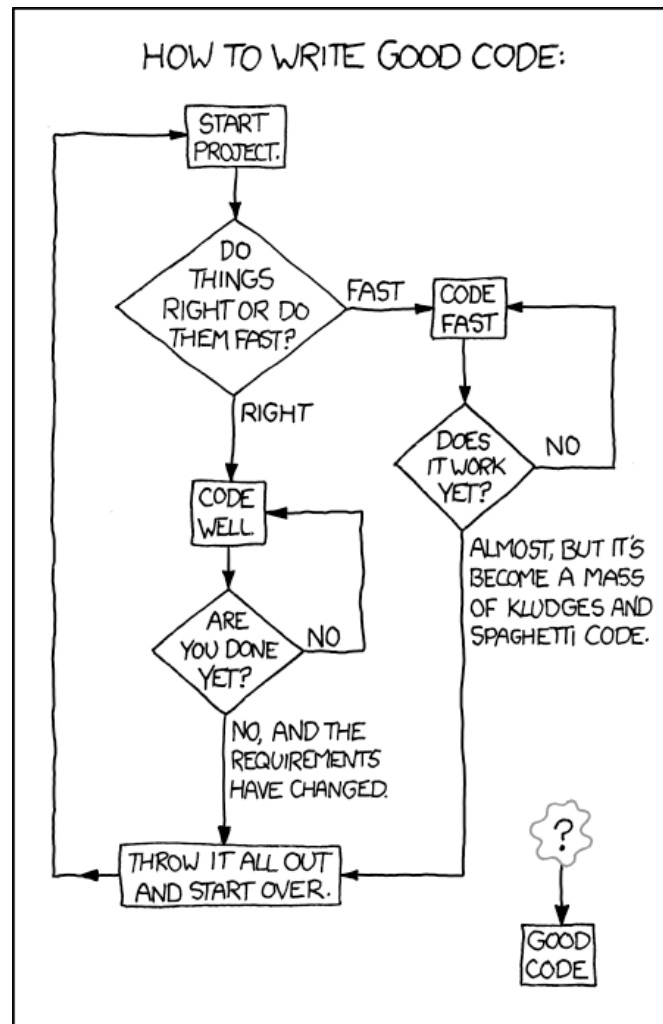 HOW TO WRITE GOOD CODE:
START
PROJECT.
DO
THINGS
RIGHT OR DO
THEM FAST?
FAST
CODE
FAST
RIGHT
DOES
IT WORK
YET?
NO
CODE
WELL
ALMOST, BUT IT'S
BECOME A MASS
OF KLUDGES AND
SPAGHETTI CODE.
ARE
YOU DONE
YET?
NO
NO, AND THE
REQUIREMENTS
HAVE CHANGED.
THROW IT ALL OUT
AND START OVER.
?
GOOD
CODE